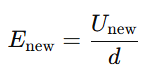 E_new = U_new / d